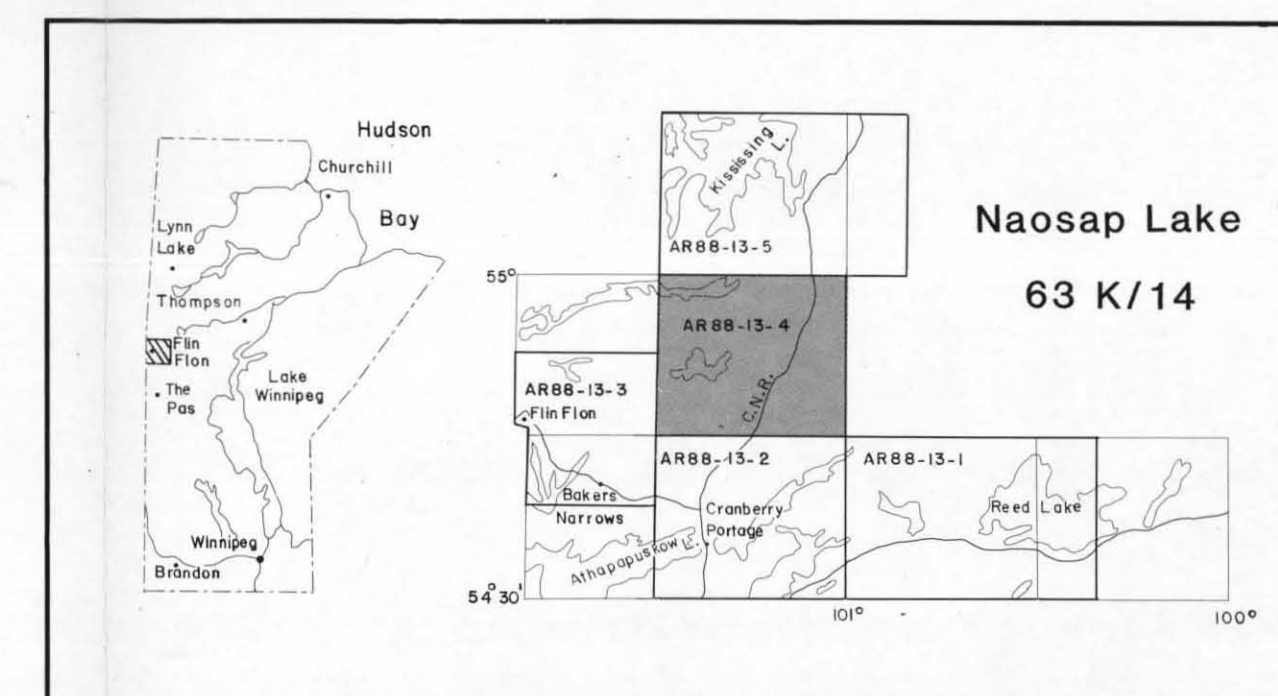 Hudson
Bay
Churchill
Lynn
Lake
Thompson
Flin
Flon
The
Pas
Lake
Winnipeg
Winnipeg
Brandon
Kississing
L.
AR88-13-5
55°
AR88-13-4
C.N.R.
AR88-13-3
Flin Flon
AR88-13-2
AR88-13-1
Bakers
Narrows
Cranberry
Portage
Athapapuskow L.
Reed Lake
54°30'
101°
100°
Naosap Lake
63 K/14